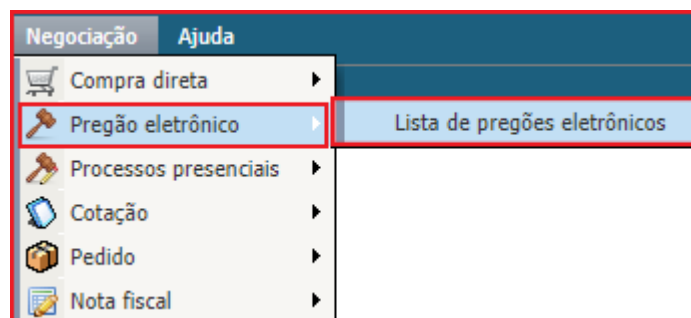 Negociação Ajuda
Compra direta
Pregão eletrônico Lista de pregões eletrônicos
Processos presenciais
Cotação
Pedido
Nota fiscal